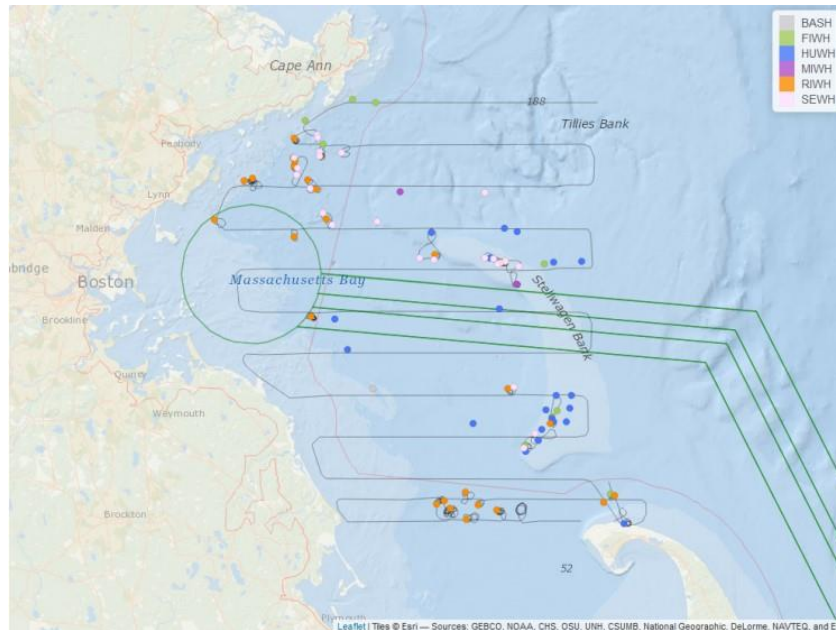 BASH
FIWH
HUWH
MIWH
RIWH
SEWH
Cape Ann
188
Tillies Bank
Peabody
Lynn
Malden
Massachusetts Bay
Boston
Stellwagen Bank
Brookline
Quincy
Weymouth
Brockton
52
Plymouth
Leaflet | Tiles © Esri — Sources: GEBCO, NOAA, CHS, OSU, UNH, CSUMB, National Geographic, DeLorme, NAVTEQ, and E